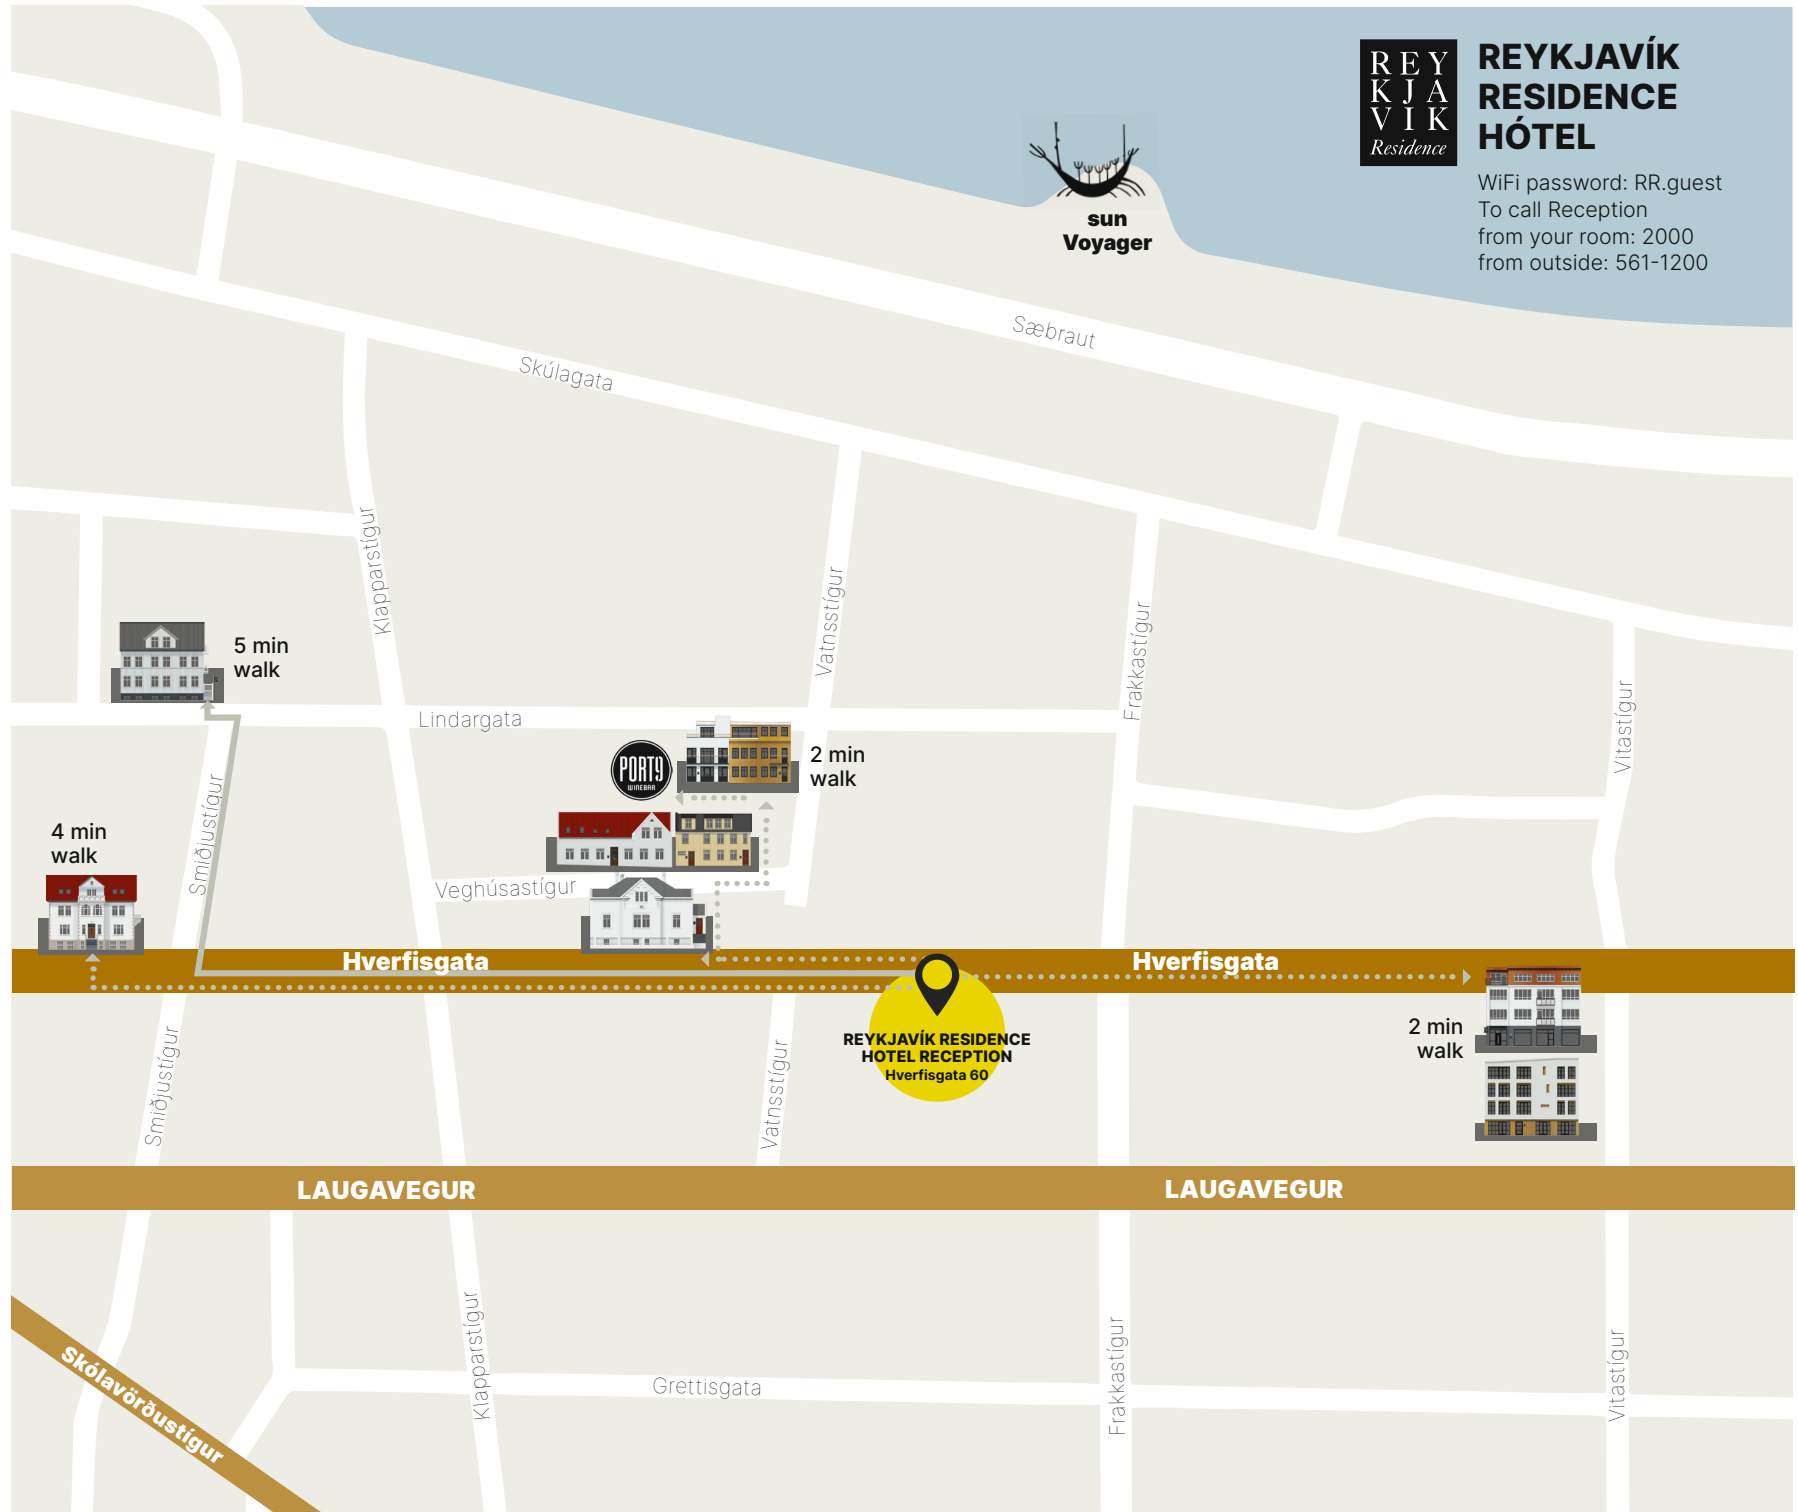 REY
KJA
VIK
Residence
REYKJAVÍK
RESIDENCE
HÓTEL
WiFi password: RR.guest
To call Reception
from your room: 2000
from outside: 561-1200
sun
Voyager
Sæbraut
Skúlagata
Klapparstígur
Vatnsstígur
Frakkastígur
Vitastígur
5 min
walk
Lindargata
PORT9
WINEBAR
2 min
walk
Smiðjustígur
4 min
walk
Veghúsastígur
Hverfisgata
Hverfisgata
2 min
walk
REYKJAVÍK RESIDENCE
HOTEL RECEPTION
Hverfisgata 60
Smiðjustígur
Vatnsstígur
LAUGAVEGUR
LAUGAVEGUR
Skólavörðustígur
Klapparstígur
Grettisgata
Frakkastígur
Vitastígur